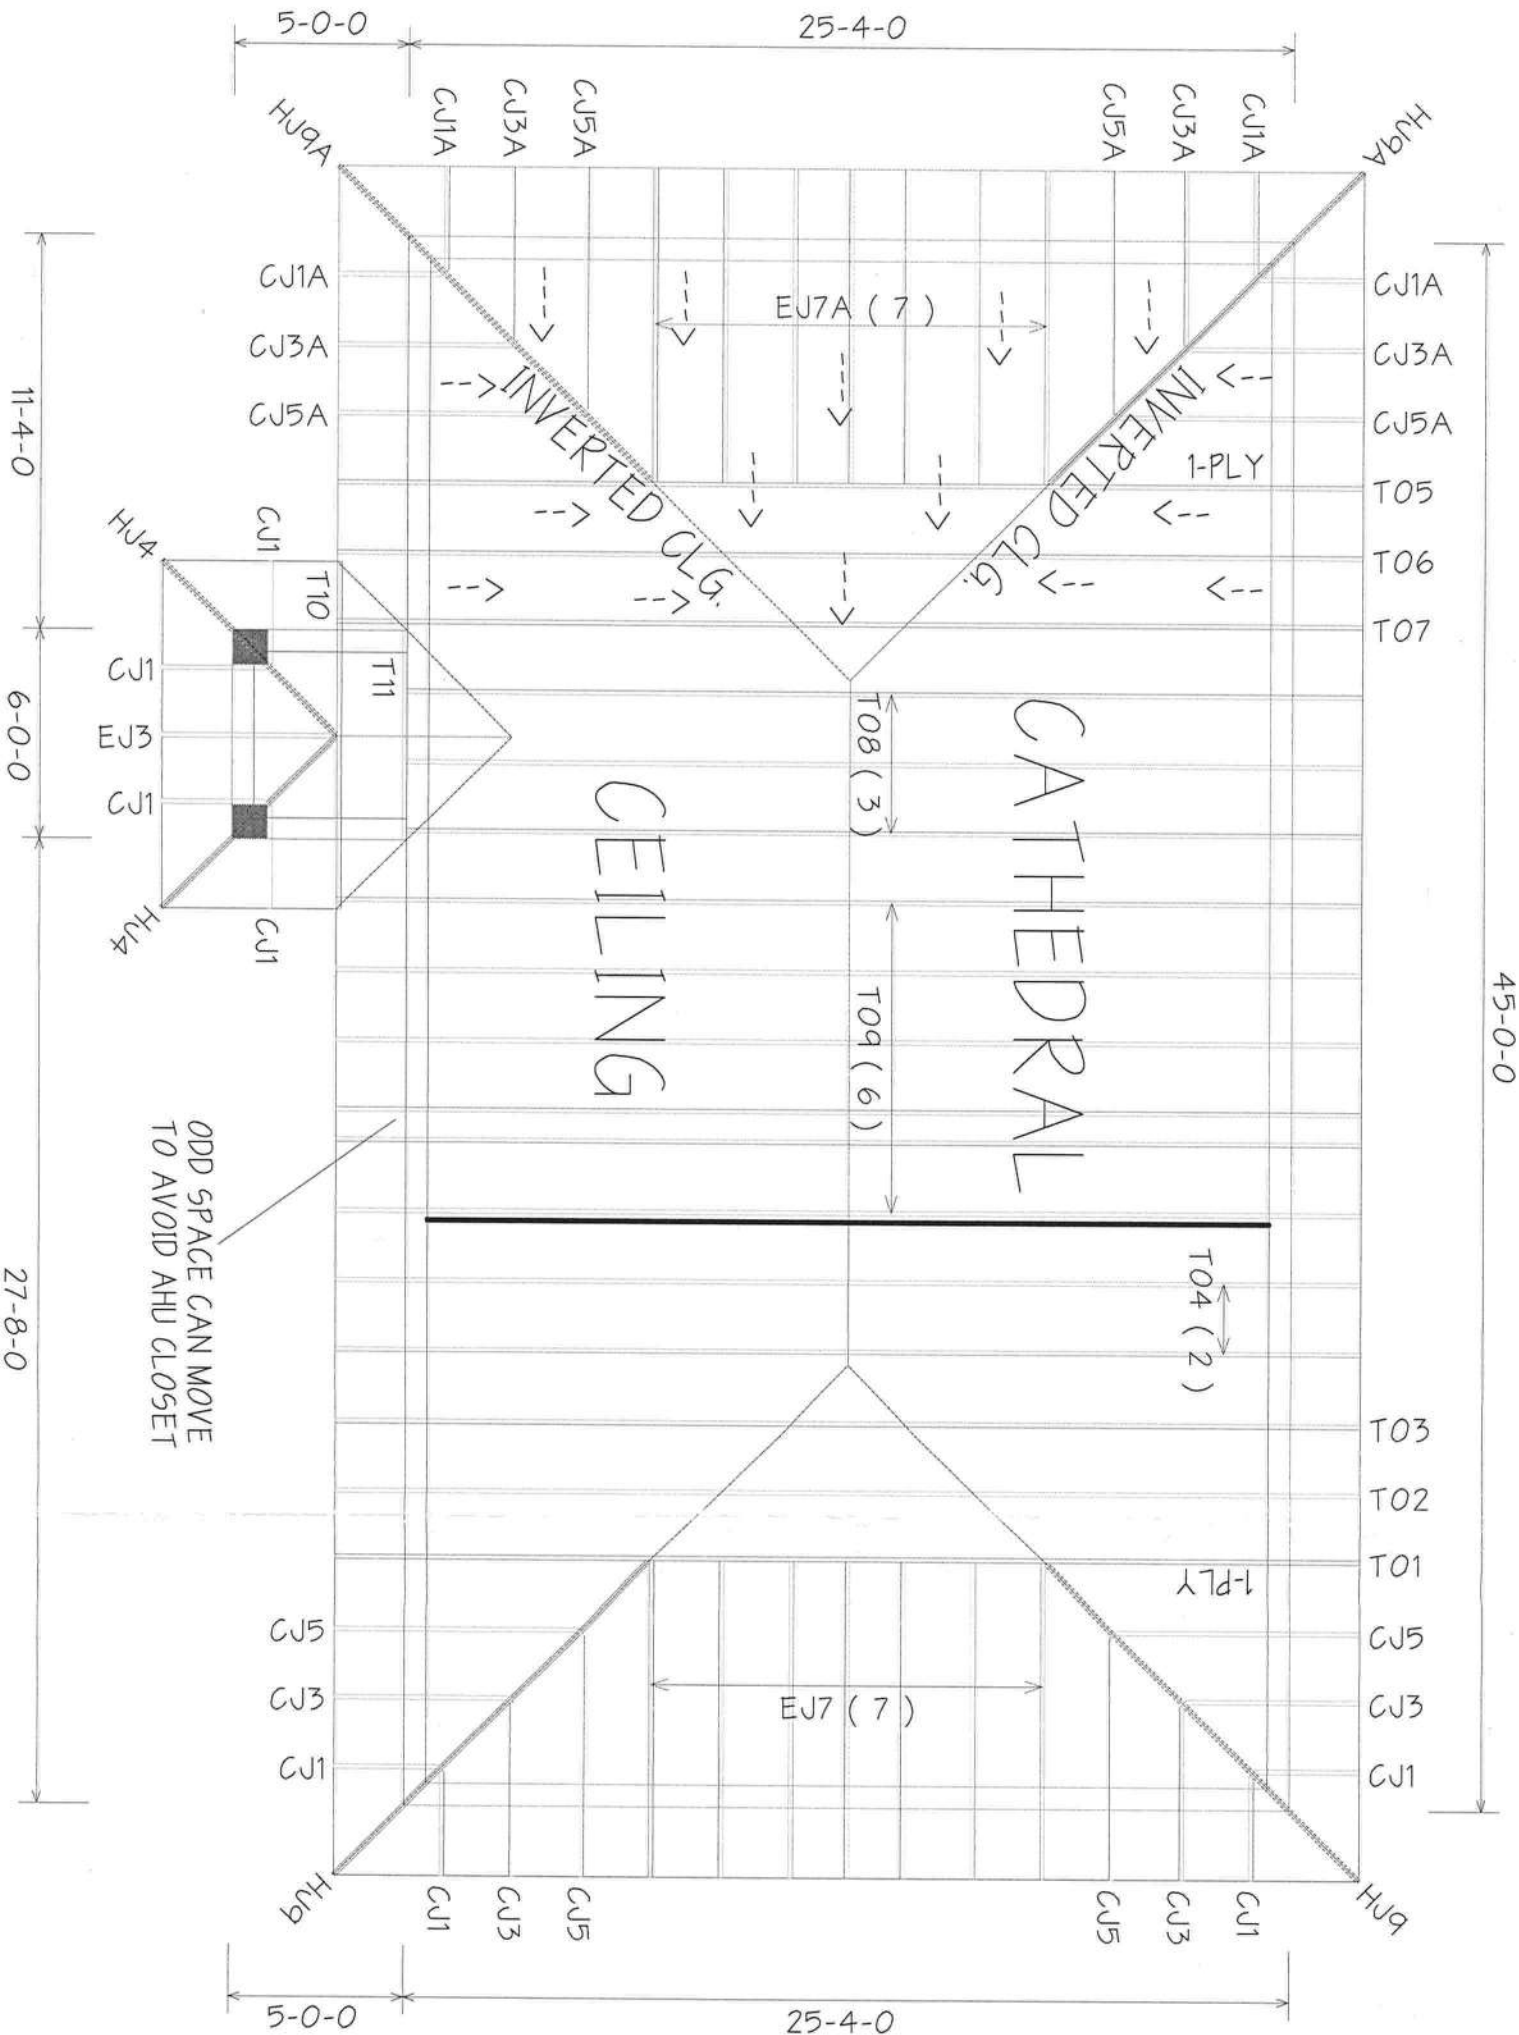 5-0-0
25-4-0
HJ9A
CJ1A
CJ3A
CJ5A
CJ5A
CJ3A
CJ1A
HJ9A
CJ1A
CJ3A
CJ5A
EJ7A ( 7 )
CJ1A
CJ3A
CJ5A
INVERTED CLG.
INVERTED CLG.
1-PLY
T05
T06
T07
11-4-0
6-0-0
27-8-0
45-0-0
HJ4
CJ1
T10
T11
CJ1
EJ3
CJ1
HJ4
CJ1
T08 ( 3 )
CATHEDRAL
CEILING
T09 ( 6 )
ODD SPACE CAN MOVE
TO AVOID AHU CLOSET
T04 ( 2 )
T03
T02
T01
1-PLY
CJ5
CJ3
CJ1
EJ7 ( 7 )
CJ5
CJ3
CJ1
HJ9
CJ1
CJ3
CJ5
CJ5
CJ3
CJ1
HJ9
5-0-0
25-4-0